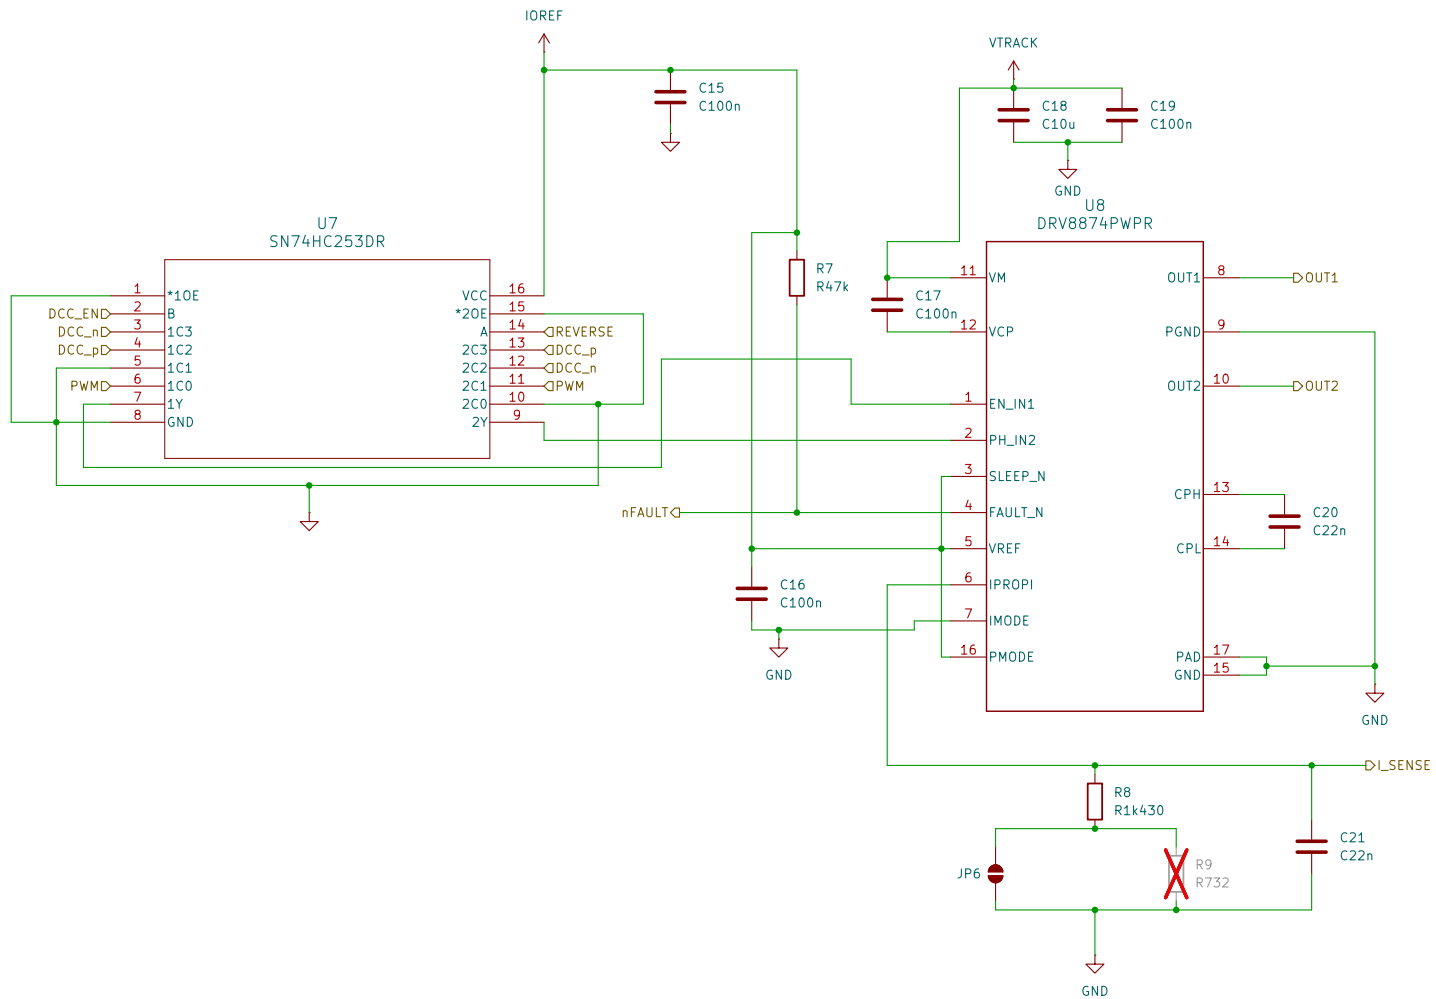 IOREF
VTRACK
C15
C100n
C18
C10u
C19
C100n
GND
U7
SN74HC253DR
U8
DRV8874PWPR
R7
R47k
C17
C100n
1 *1OE
DCC_EN 2 B
DCC_n 3 1C3
DCC_p 4 1C2
5 1C1
PWM 6 1C0
7 1Y
8 GND
VCC 16
*2OE 15
A 14 REVERSE
2C3 13 DCC_p
2C2 12 DCC_n
2C1 11 PWM
2C0 10
2Y 9
11 VM
12 VCP
1 EN_IN1
2 PH_IN2
3 SLEEP_N
nFAULT 4 FAULT_N
5 VREF
6 IPROPI
7 IMODE
16 PMODE
OUT1 8 OUT1
PGND 9
OUT2 10 OUT2
CPH 13
CPL 14
PAD 17
GND 15
C20
C22n
C16
C100n
GND
GND
I_SENSE
R8
R1k430
C21
C22n
JP6
R9
R732
GND